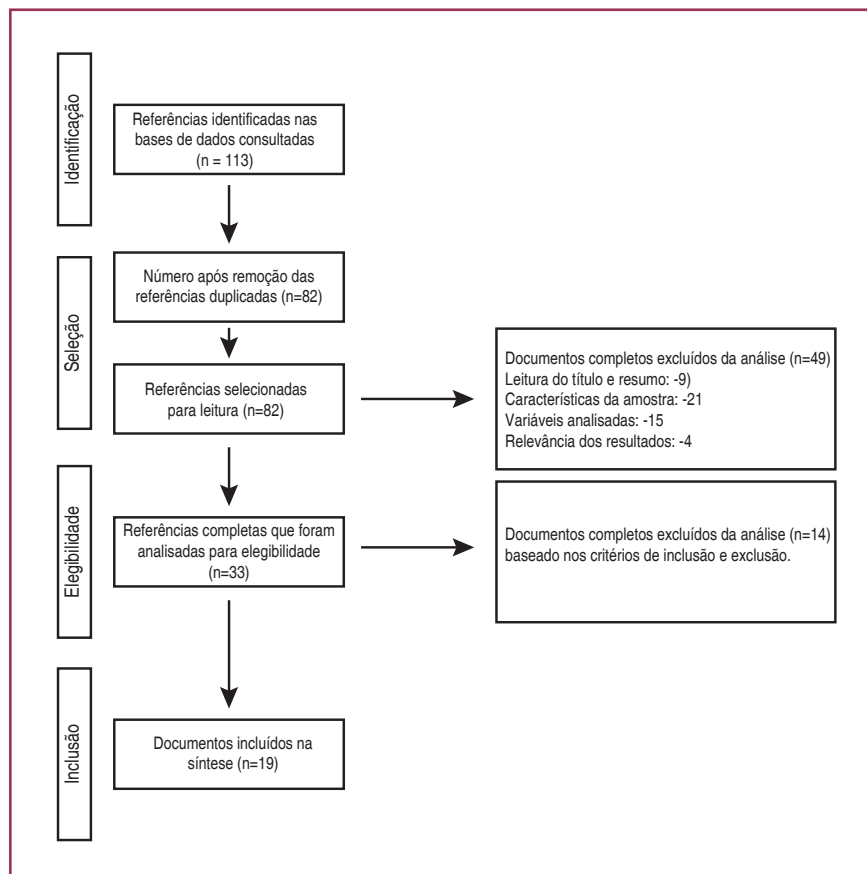 Identificação
Referências identificadas nas
bases de dados consultadas
(n = 113)
Seleção
Número após remoção das
referências duplicadas (n=82)
Referências selecionadas
para leitura (n=82)
Documentos completos excluídos da análise (n=49)
Leitura do título e resumo: -9)
Características da amostra: -21
Variáveis analisadas: -15
Relevância dos resultados: -4
Elegibilidade
Referências completas que foram
analisadas para elegibilidade
(n=33)
Documentos completos excluídos da análise (n=14)
baseado nos critérios de inclusão e exclusão.
Inclusão
Documentos incluídos na
síntese (n=19)